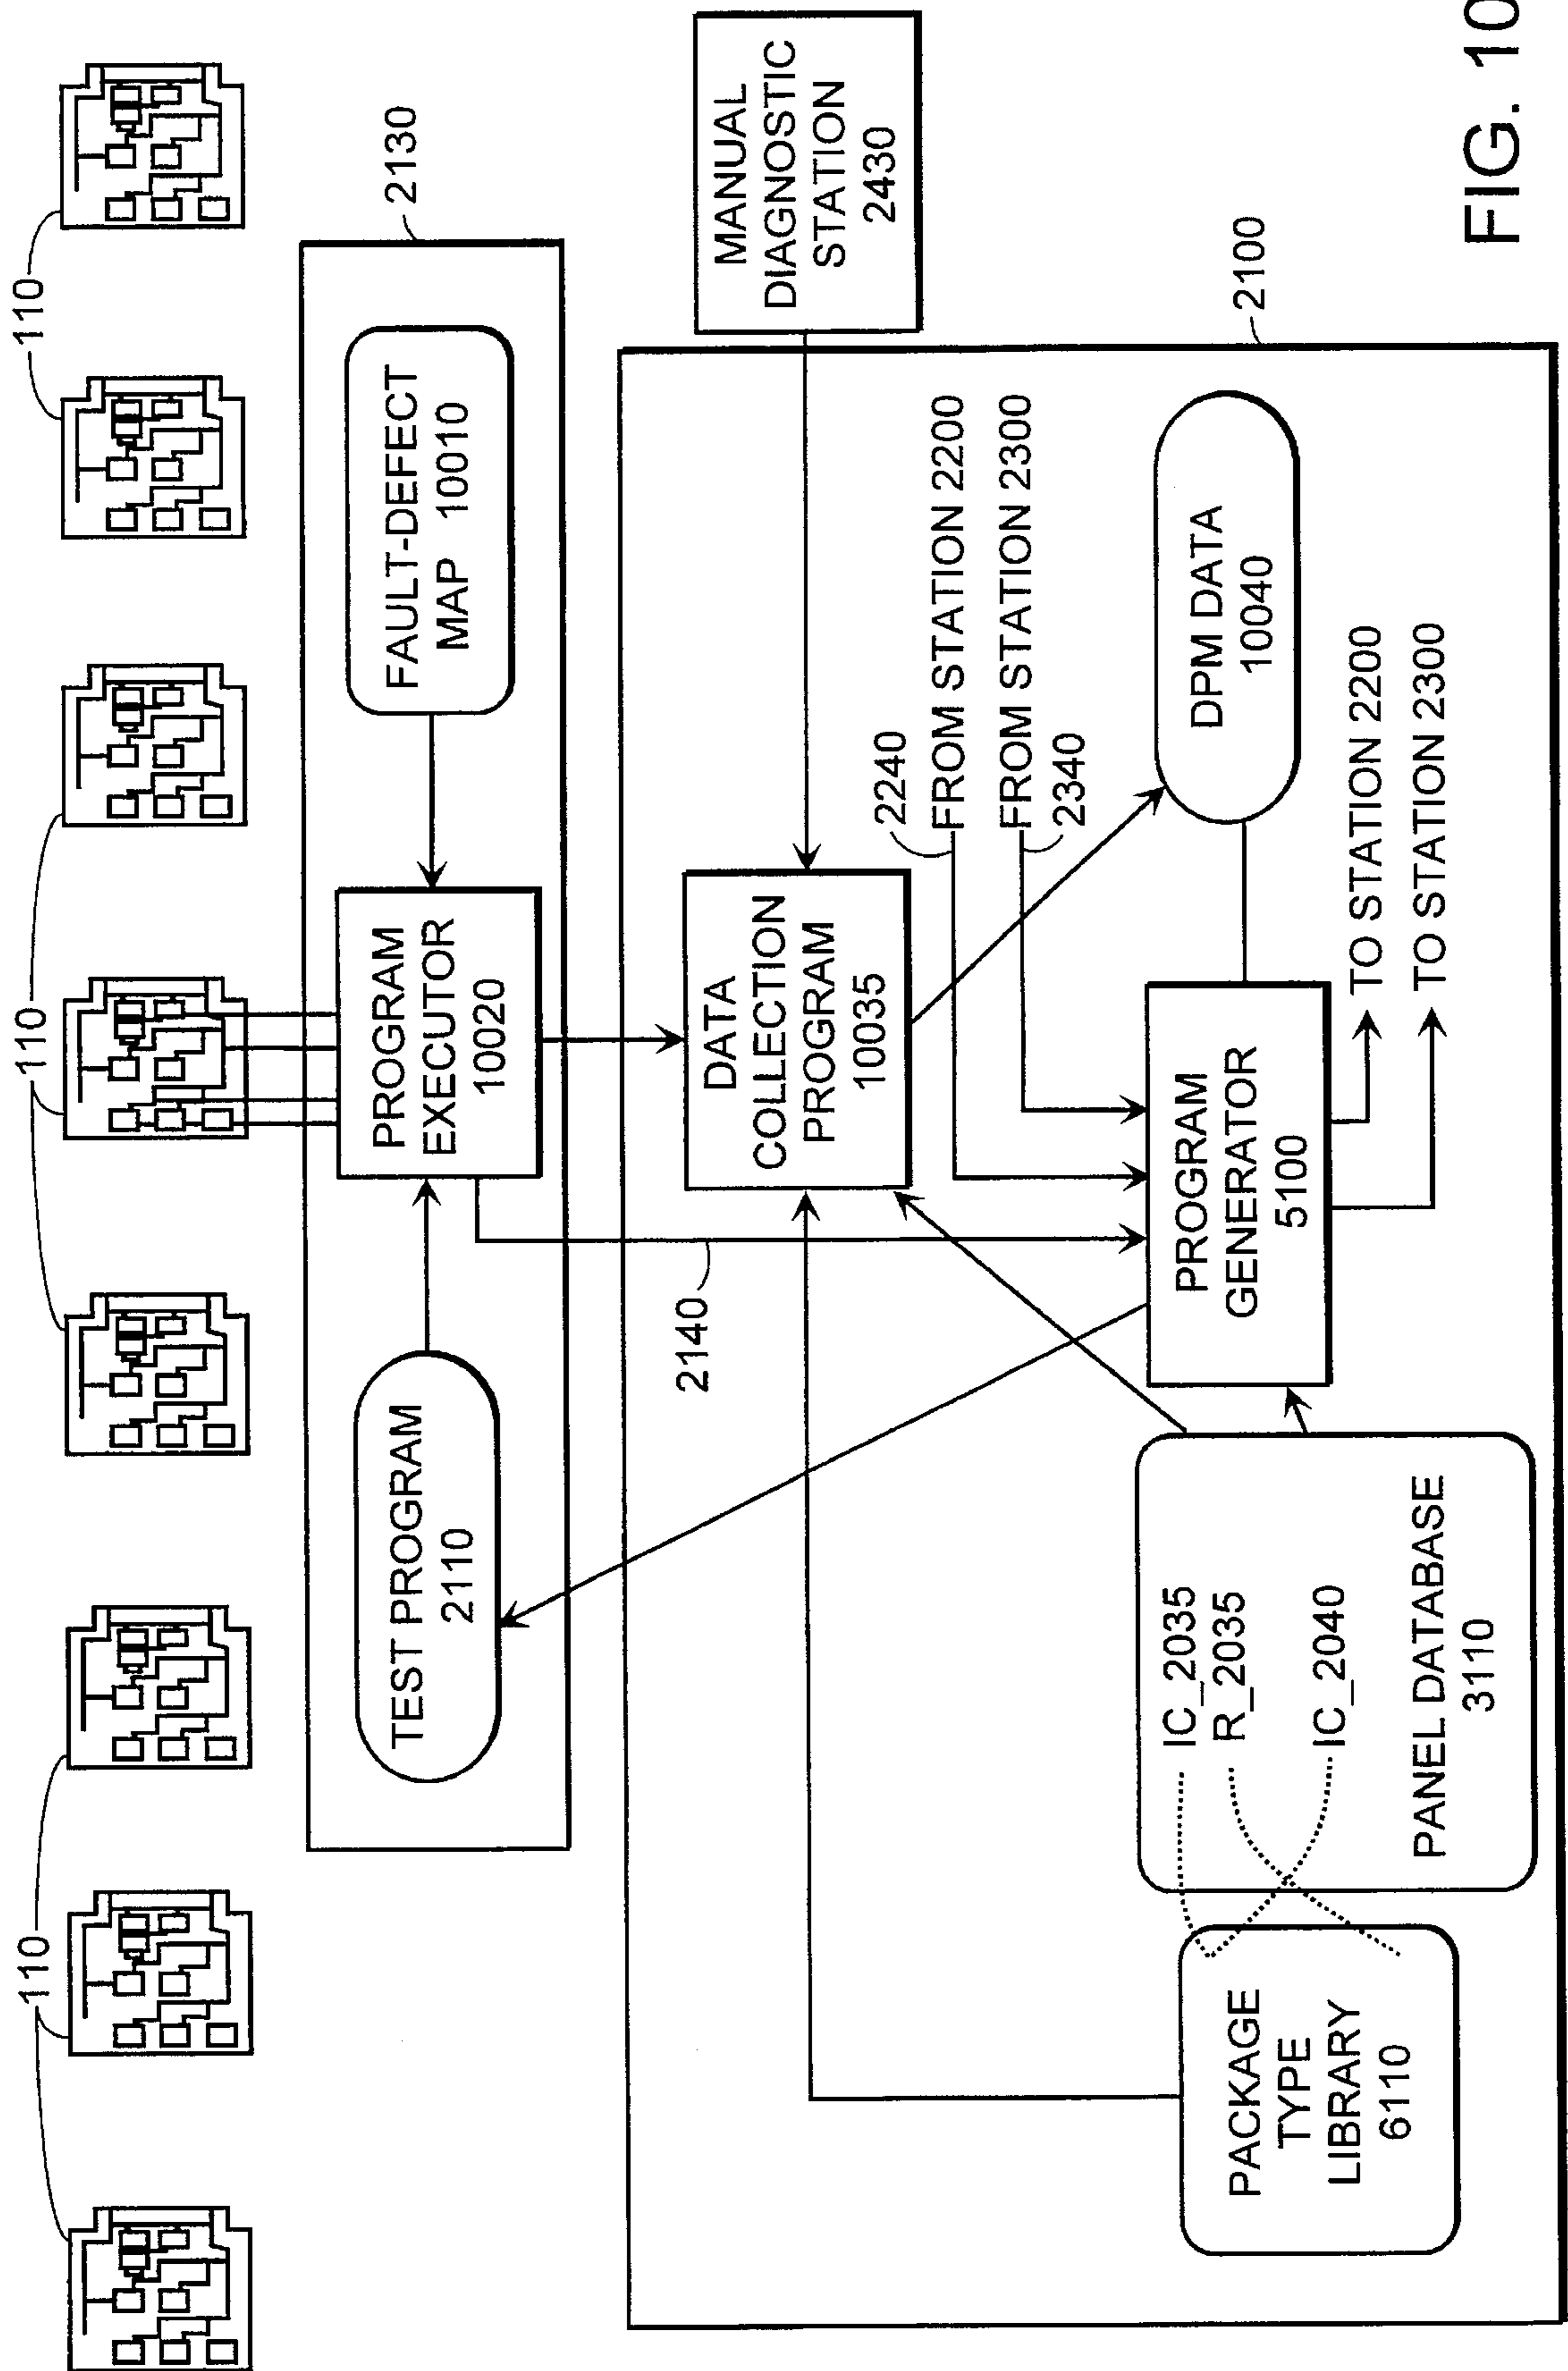 110
110
110
110
2130
TEST PROGRAM
2110
PROGRAM
EXECUTOR
10020
FAULT-DEFECT
MAP 10010
2140
DATA
COLLECTION
PROGRAM
10035
MANUAL
DIAGNOSTIC
STATION
2430
2240
FROM STATION 2200
FROM STATION 2300
2340
PACKAGE
TYPE
LIBRARY
6110
IC_2035
R_2035
IC_2040
PANEL DATABASE
3110
PROGRAM
GENERATOR
5100
DPM DATA
10040
TO STATION 2200
TO STATION 2300
2100
FIG. 10